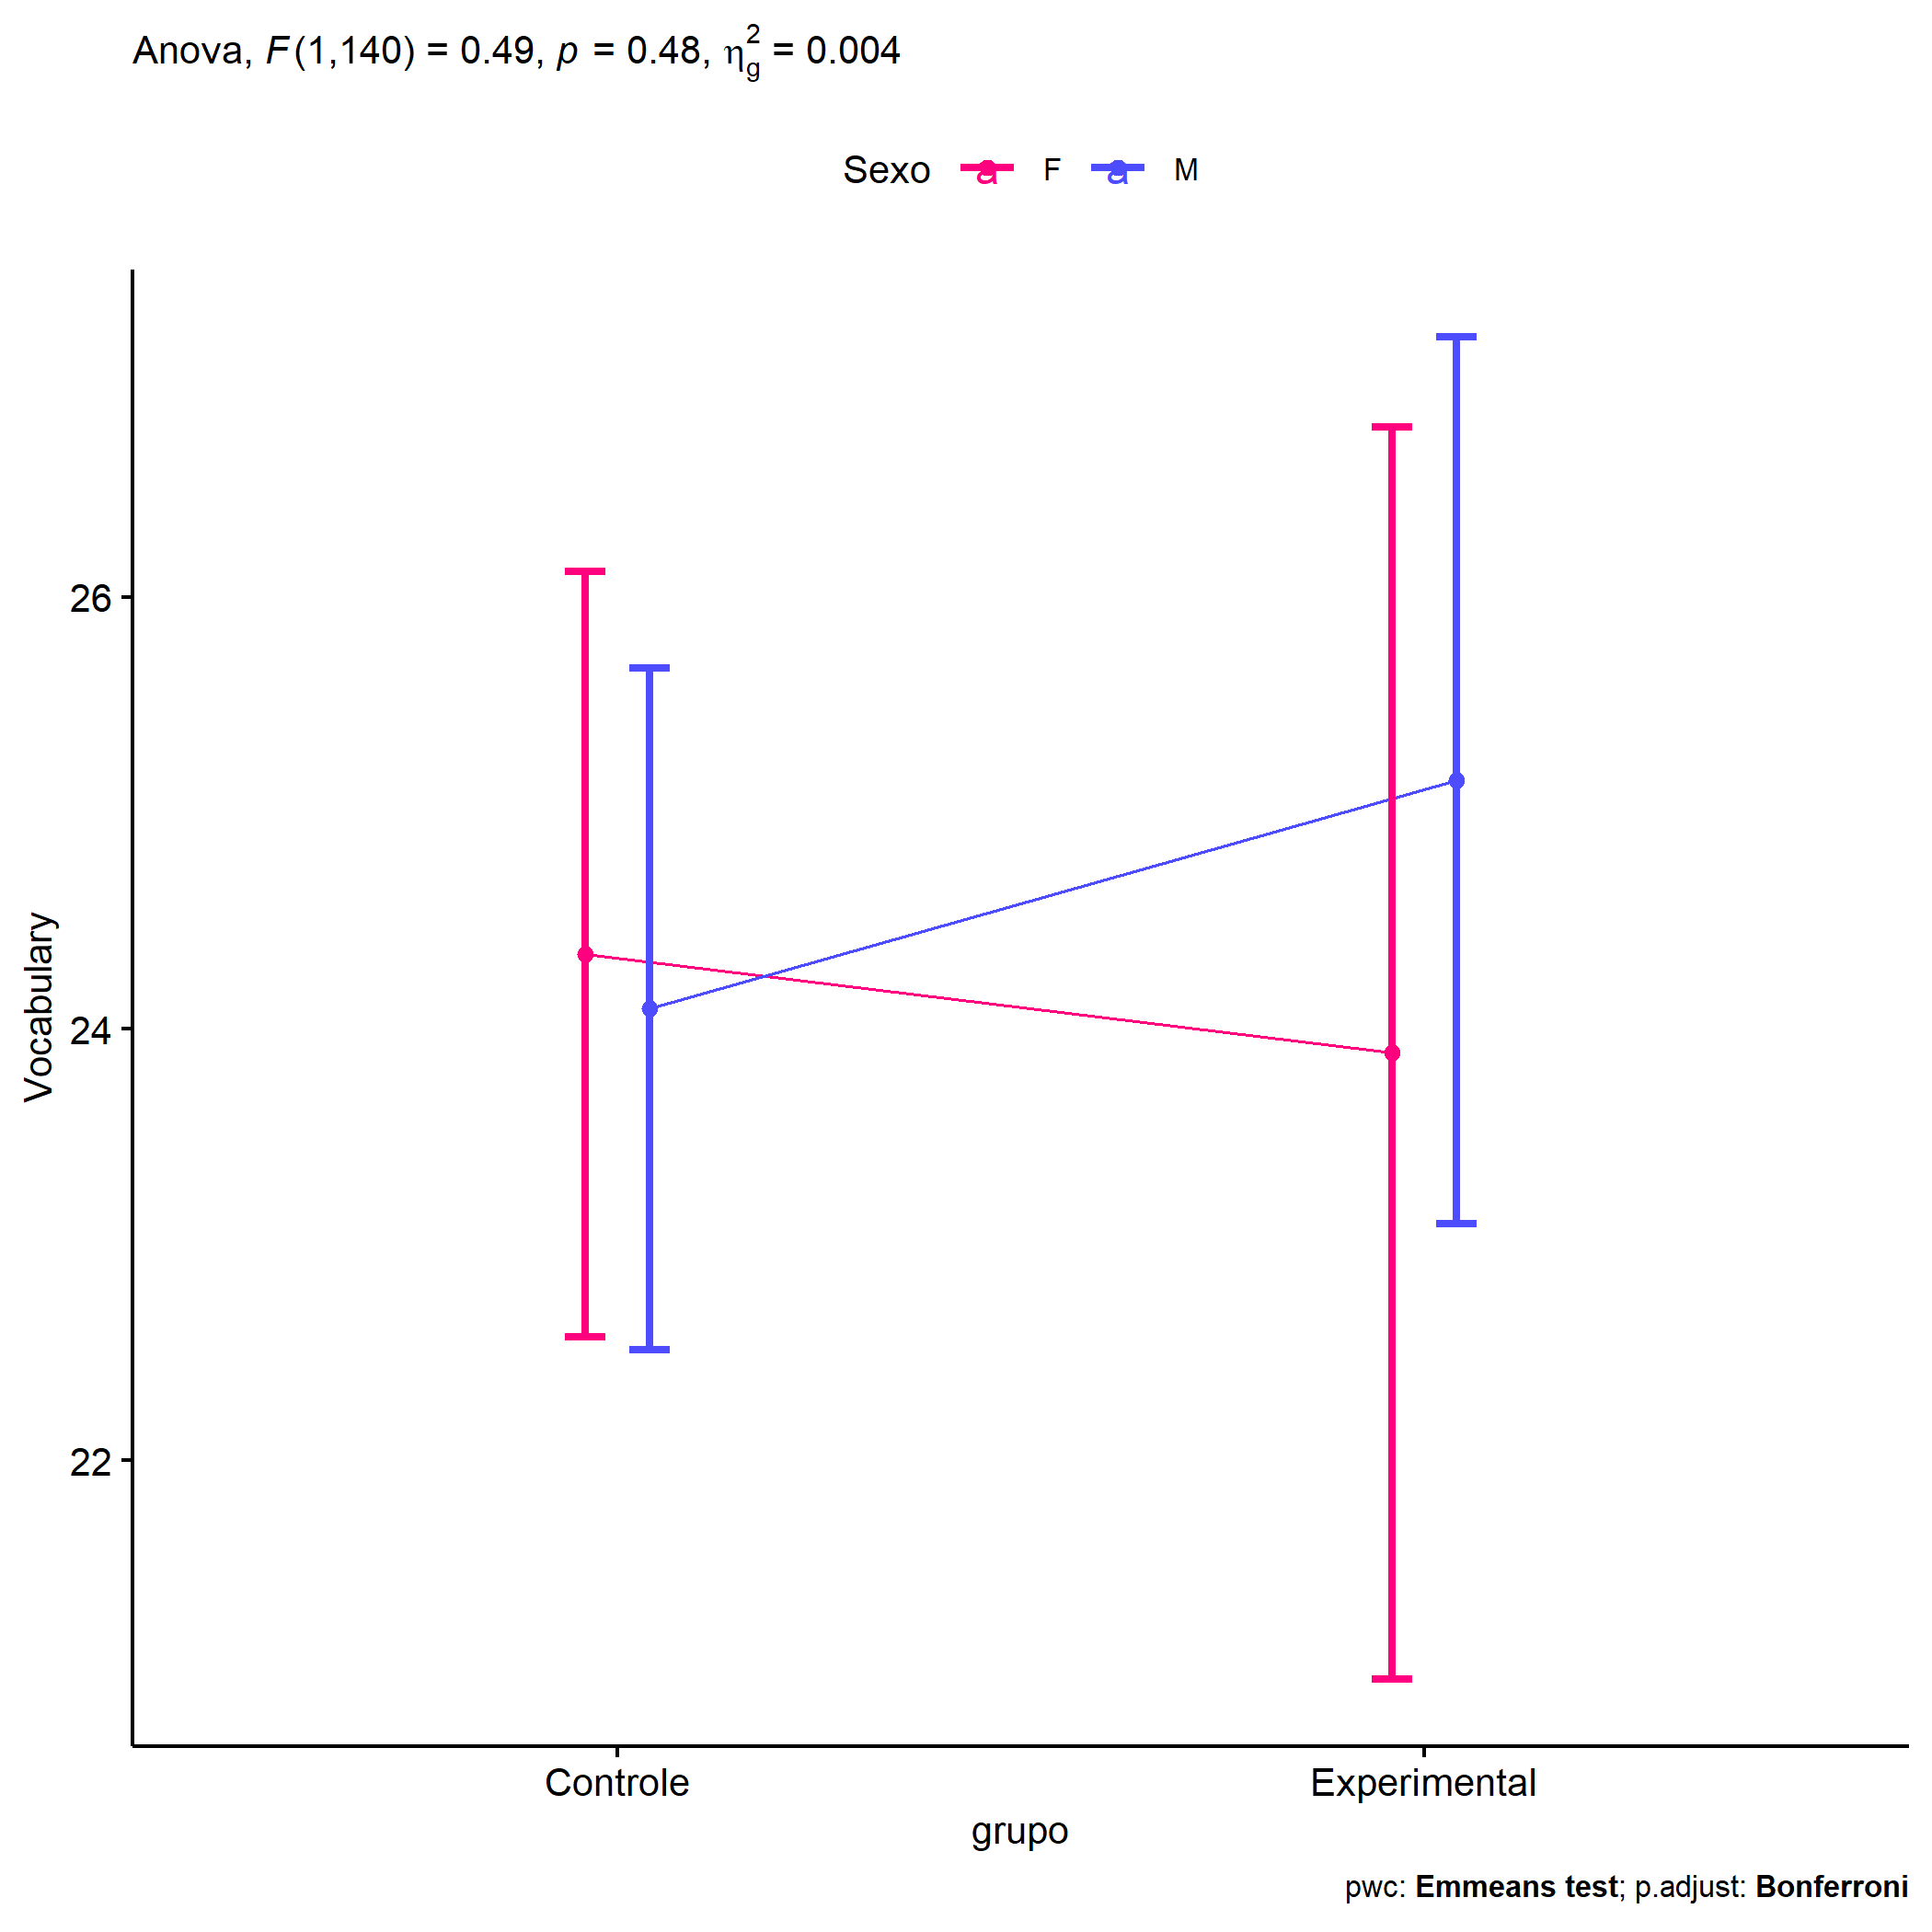 Anova, F(1,140) = 0.49, p = 0.48, η²g = 0.004
Sexo a F a M
26
24
22
Vocabulary
Controle Experimental
grupo
pwc: Emmeans test; p.adjust: Bonferroni